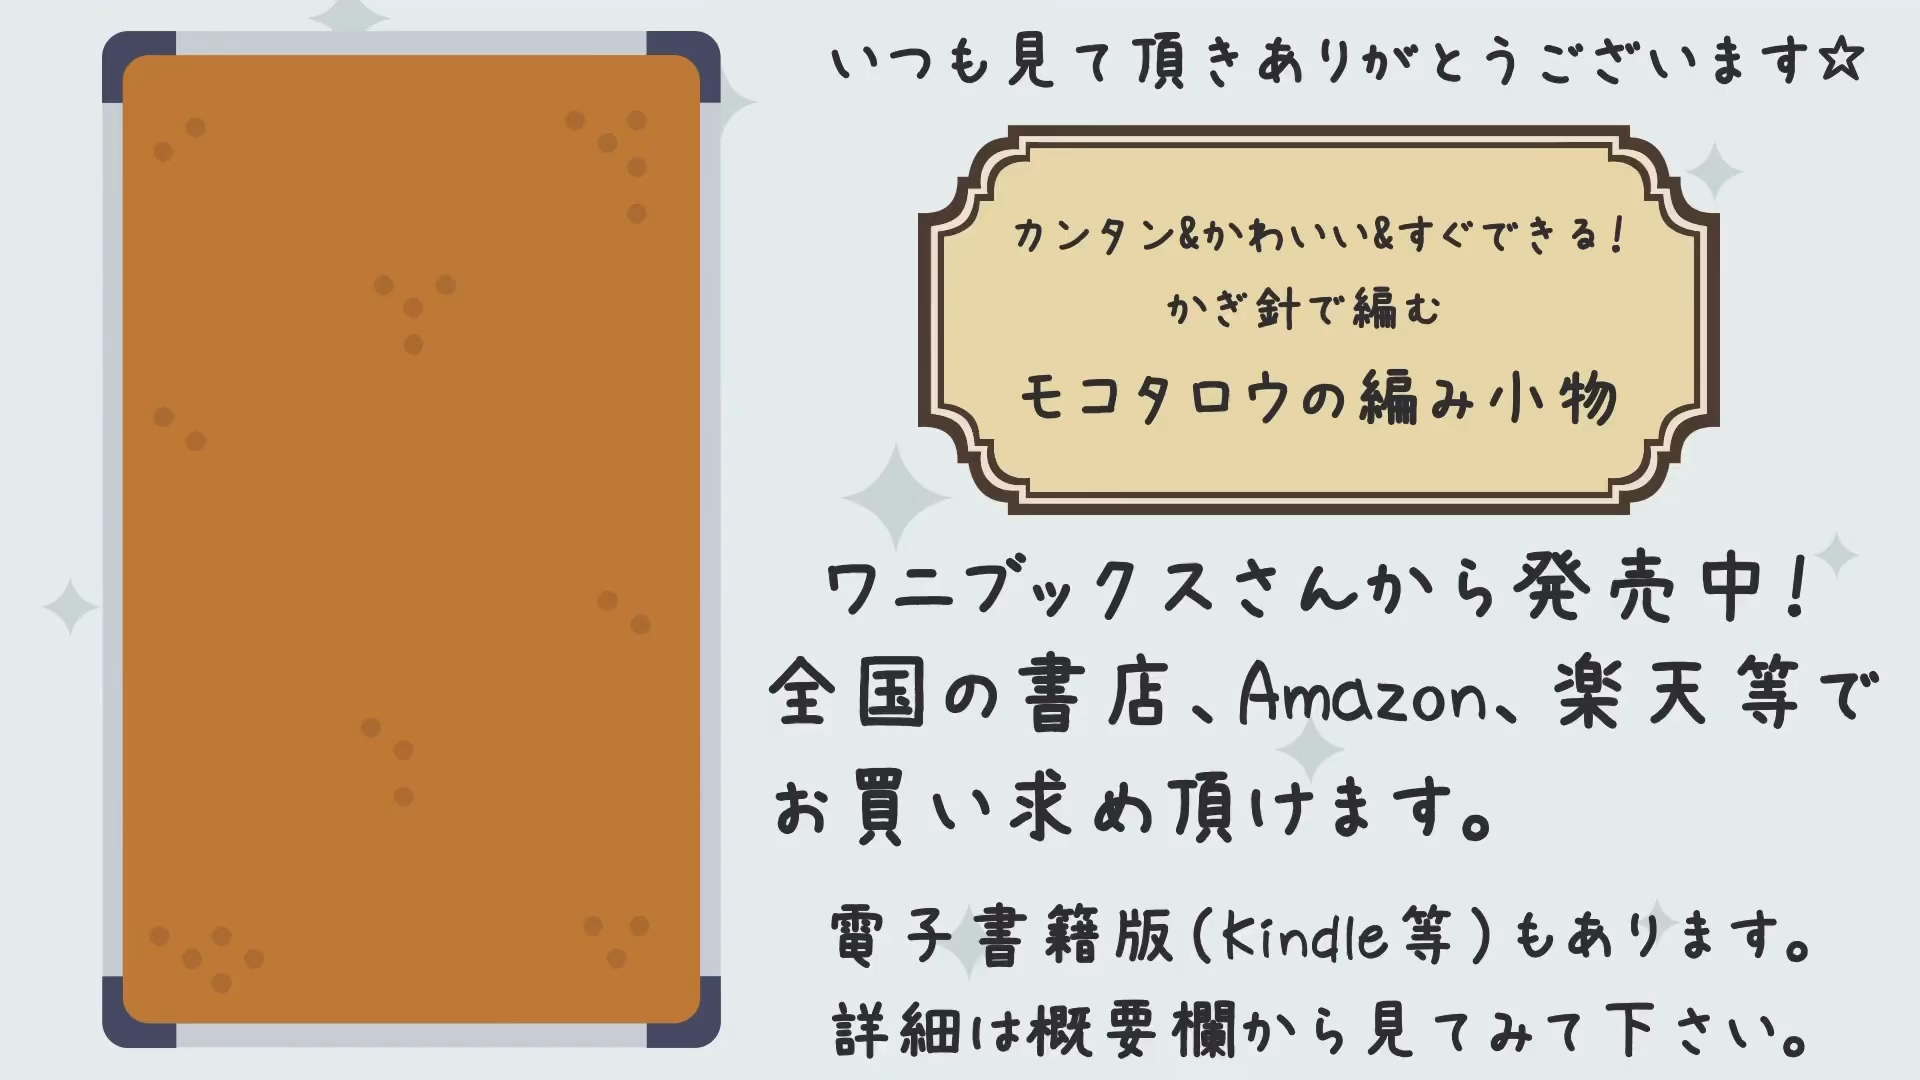 いつも見て頂きありがとうございます☆
カンタン&かわいい&すぐできる!
かぎ針で編む
モコタロウの編み小物
ワニブックスさんから発売中!
全国の書店、Amazon、楽天等で
お買い求め頂けます。
電子書籍版(Kindle等)もあります。
詳細は概要欄から見てみて下さい。